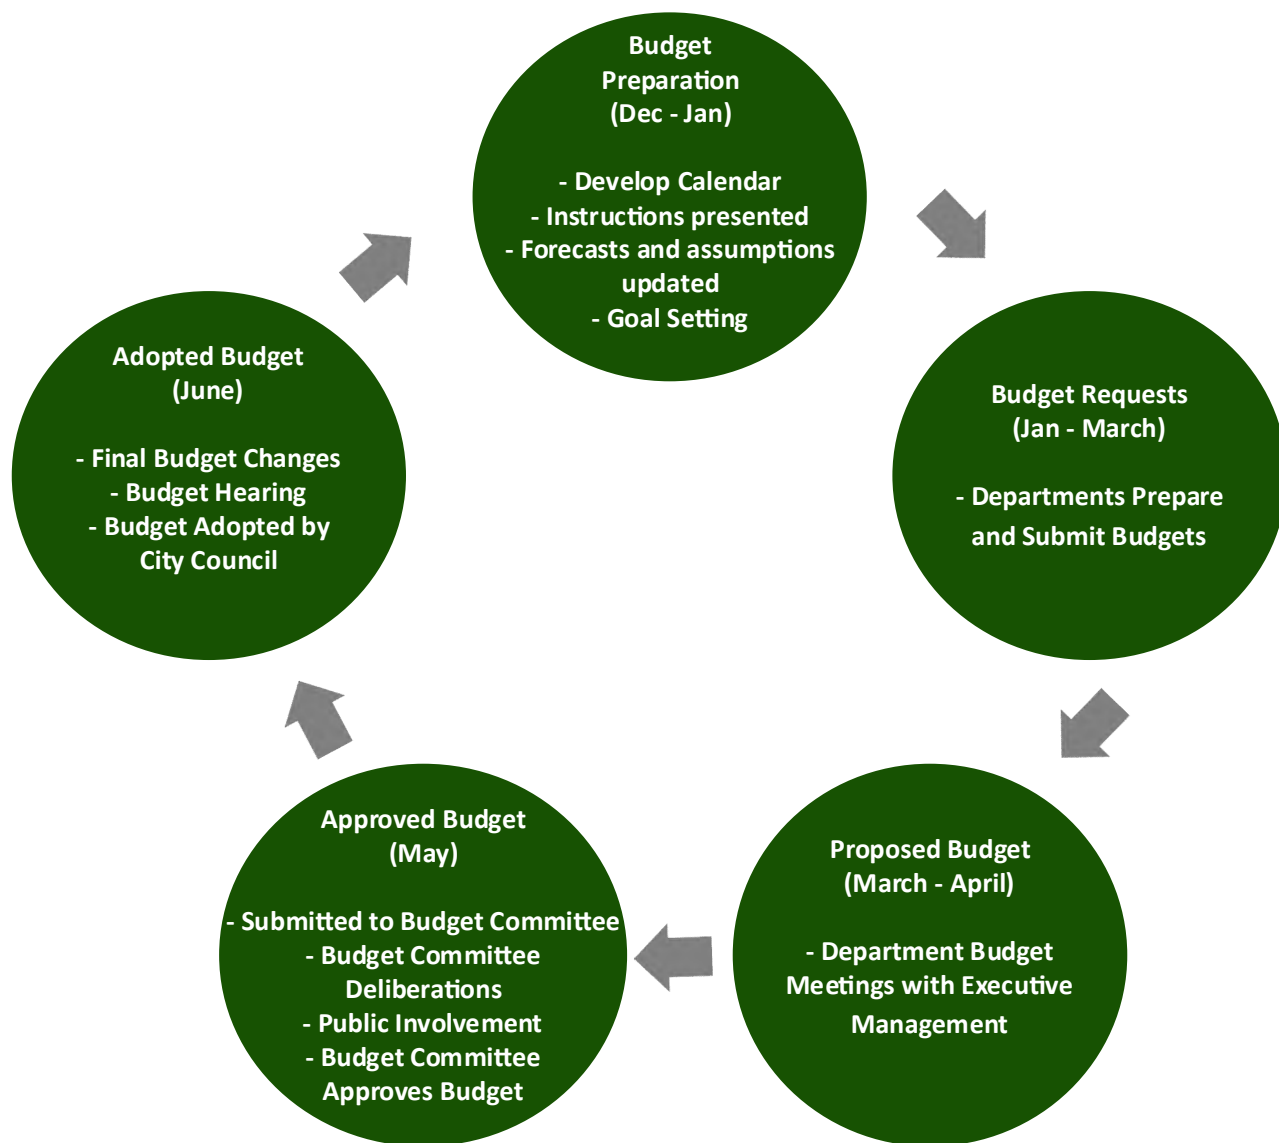 Budget
Preparation
(Dec - Jan)
- Develop Calendar
- Instructions presented
- Forecasts and assumptions
updated
- Goal Setting
Budget Requests
(Jan - March)
- Departments Prepare
and Submit Budgets
Proposed Budget
(March - April)
- Department Budget
Meetings with Executive
Management
Approved Budget
(May)
- Submitted to Budget Committee
- Budget Committee
Deliberations
- Public Involvement
- Budget Committee
Approves Budget
Adopted Budget
(June)
- Final Budget Changes
- Budget Hearing
- Budget Adopted by
City Council